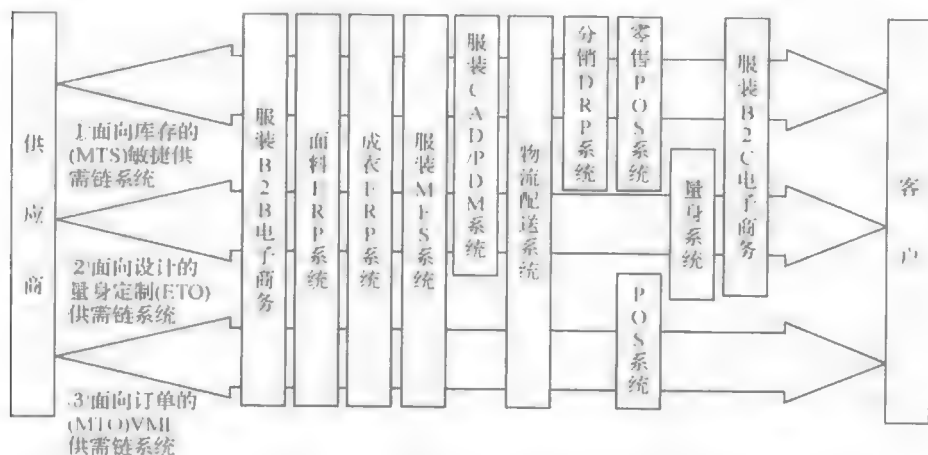 供应商
1 面向库存的
(MTS)敏捷供
需链系统
2 面向设计的
量身定制(ETO)
供需链系统
3 面向订单的
(MTO)VMI
供需链系统
服装B2B电子商务
面料ERP系统
成衣ERP系统
服装MES系统
服装CAD/PDM系统
物流配送系统
分销DRP系统
零售POS系统
POS系统
量身系统
服装B2C电子商务
客户